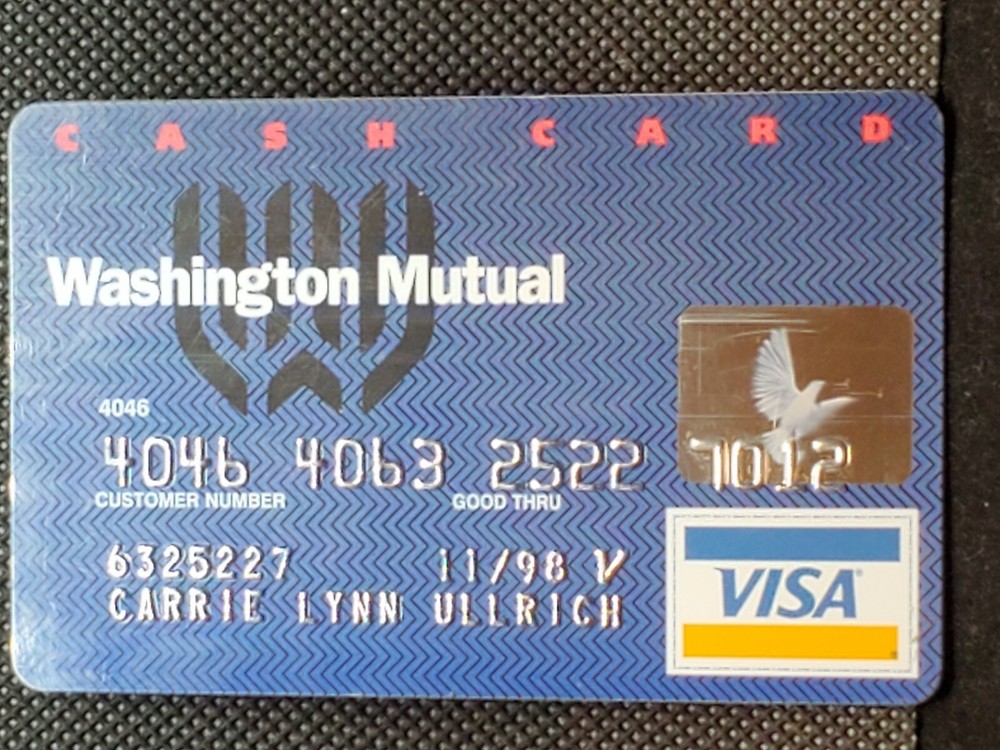 CASH CARD
Washington Mutual
4046
4046 4063 2522 7012
CUSTOMER NUMBER GOOD THRU
6325227 11/98 V
CARRIE LYNN ULLRICH
VISA